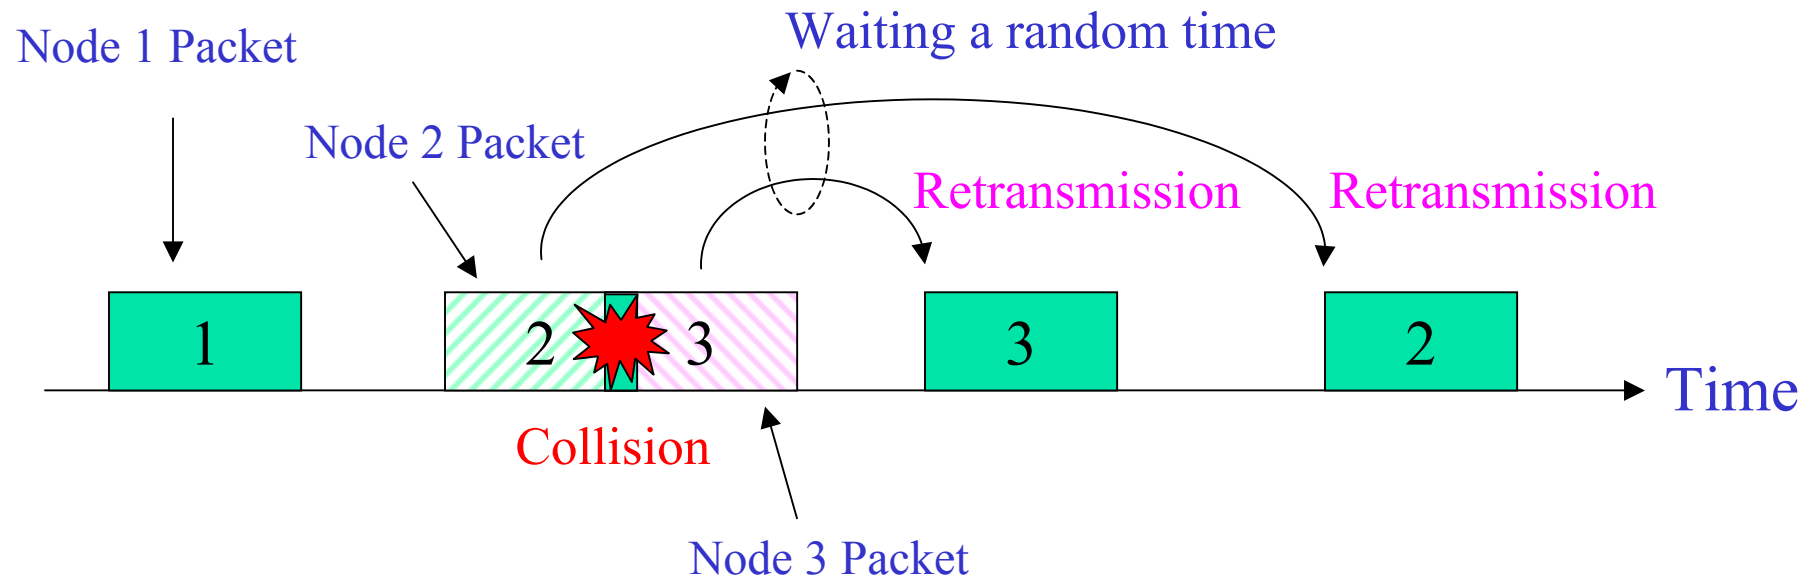 Waiting a random time
Node 1 Packet
Node 2 Packet
Retransmission
Retransmission
1
2
3
3
2
Time
Collision
Node 3 Packet